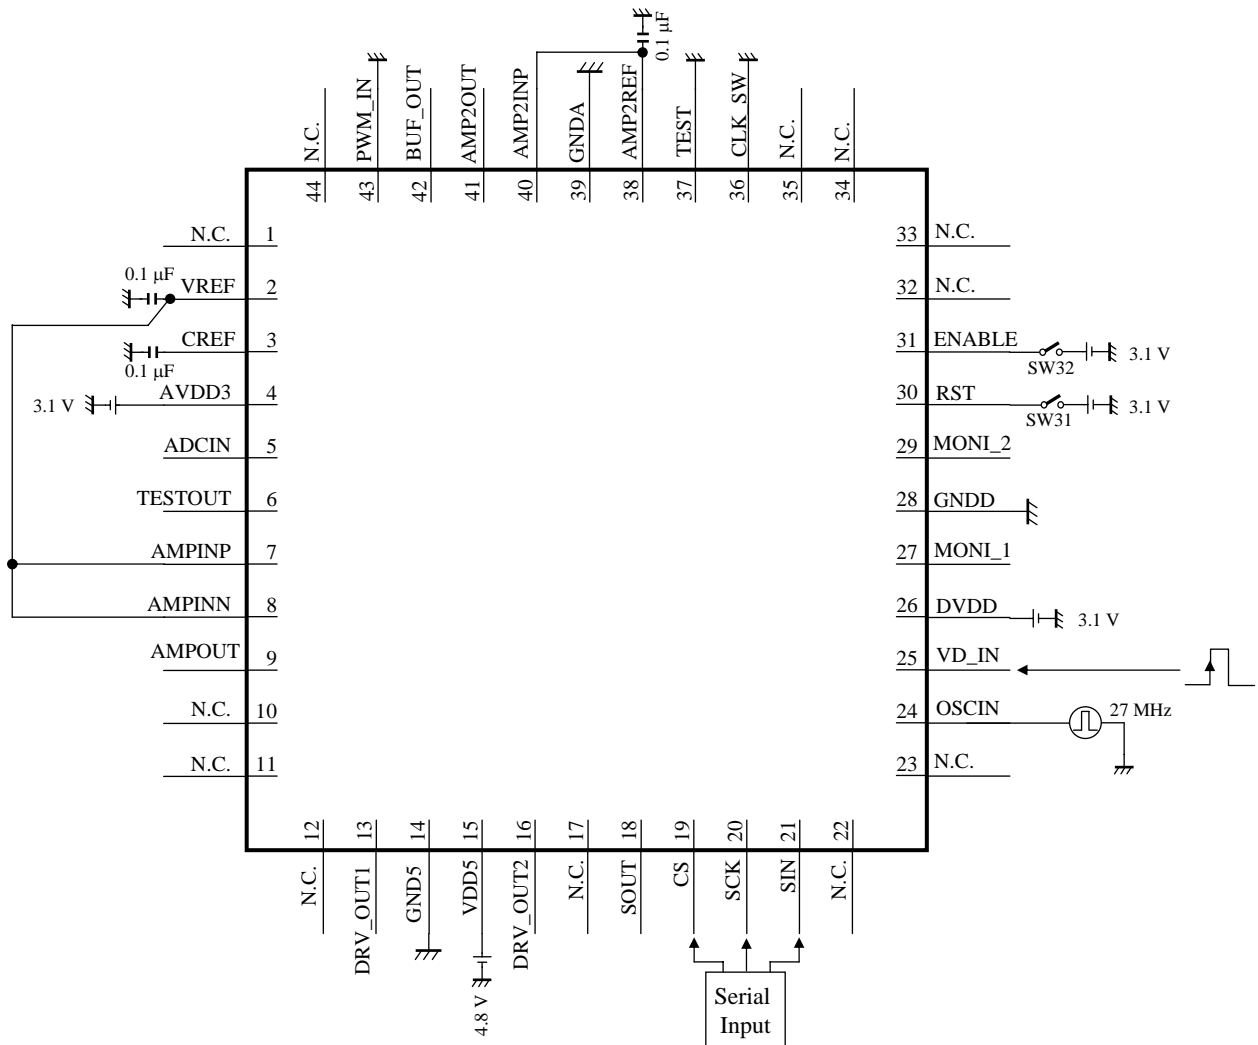 0.1 µF
N.C.
PWM_IN
BUF_OUT
AMP2OUT
AMP2INP
GNDA
AMP2REF
TEST
CLK_SW
N.C.
N.C.
44
43
42
41
40
39
38
37
36
35
34
N.C. 1
0.1 µF
VREF 2
CREF 3
0.1 µF
3.1 V
AVDD3 4
ADCIN 5
TESTOUT 6
AMPINP 7
AMPINN 8
AMPOUT 9
N.C. 10
N.C. 11
33 N.C.
32 N.C.
31 ENABLE
SW32
3.1 V
30 RST
SW31
3.1 V
29 MONI_2
28 GNDD
27 MONI_1
26 DVDD
3.1 V
25 VD_IN
24 OSCIN
27 MHz
23 N.C.
12
13
14
15
16
17
18
19
20
21
22
N.C.
DRV_OUT1
GND5
VDD5
DRV_OUT2
N.C.
SOUT
CS
SCK
SIN
N.C.
4.8 V
Serial
Input